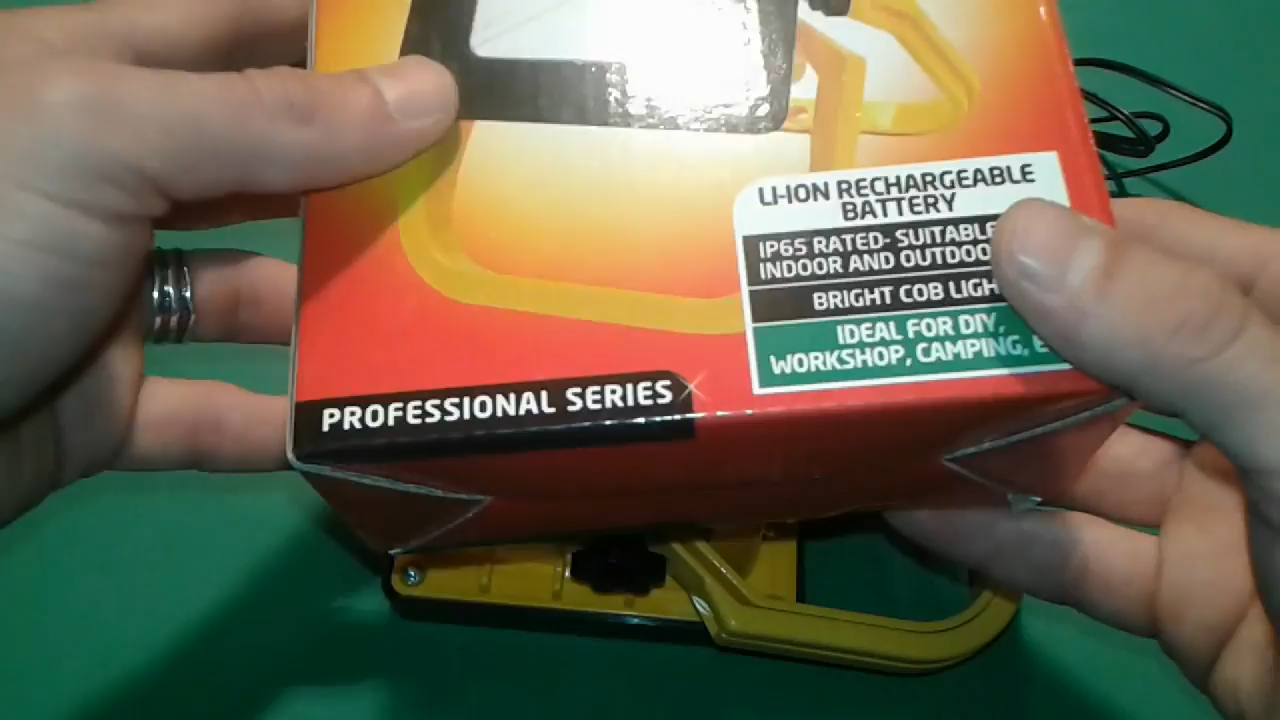 LI-ION RECHARGEABLE
BATTERY
IP65 RATED- SUITABLE
INDOOR AND OUTDOO
BRIGHT COB LIGH
IDEAL FOR DIY,
WORKSHOP, CAMPING, E
PROFESSIONAL SERIES